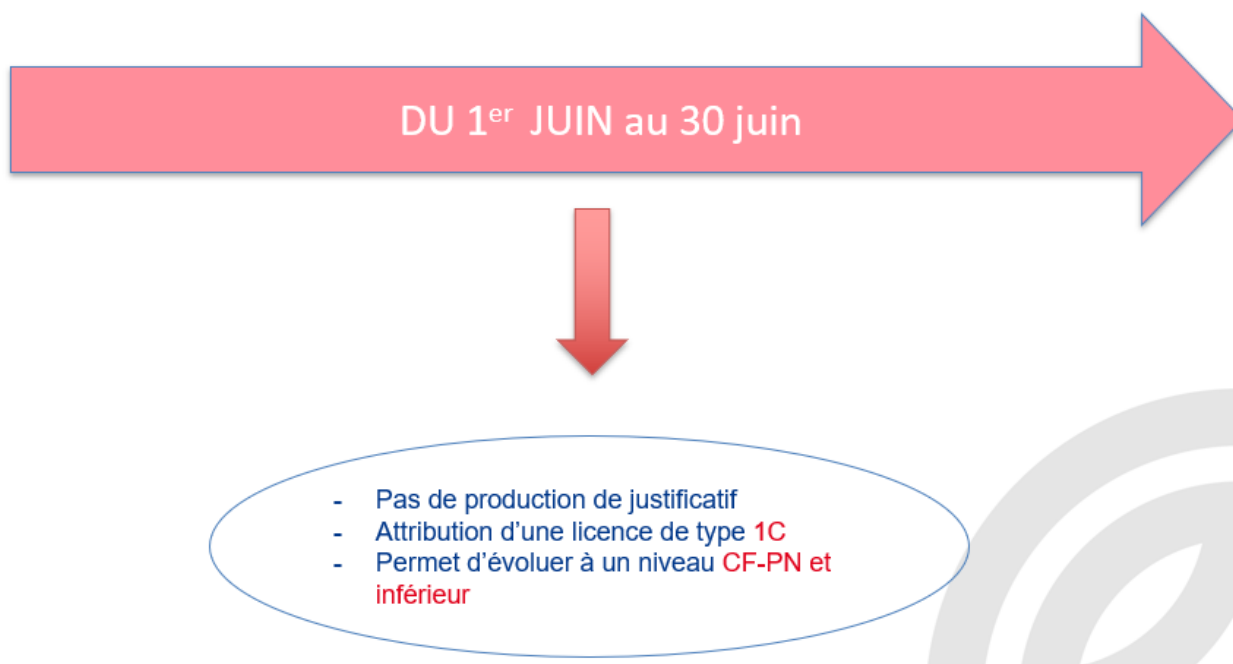 DU 1er JUIN au 30 juin
- Pas de production de justificatif
- Attribution d'une licence de type 1C
- Permet d'évoluer à un niveau CF-PN et
inférieur